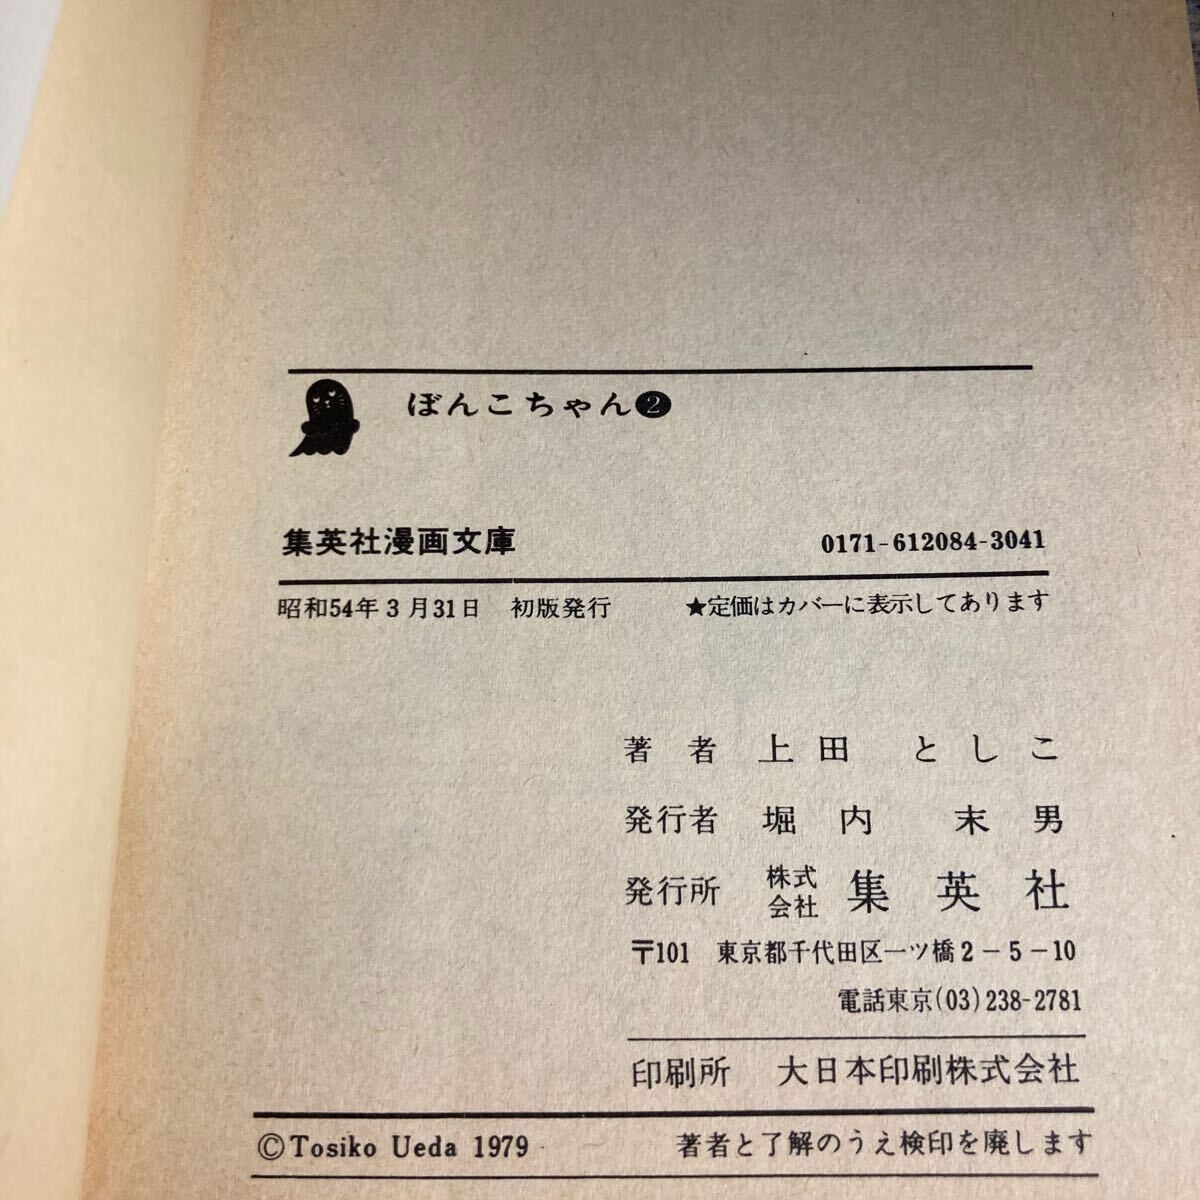 ぼんこちゃん❷
集英社漫画文庫 0171-612084-3041
昭和54年3月31日 初版発行 ★定価はカバーに表示してあります
著者 上田 としこ
発行者 堀内 末男
発行所 株式会社 集英社
〒101 東京都千代田区一ツ橋2-5-10
電話東京(03)238-2781
印刷所 大日本印刷株式会社
©Tosiko Ueda 1979 著者と了解のうえ検印を廃します